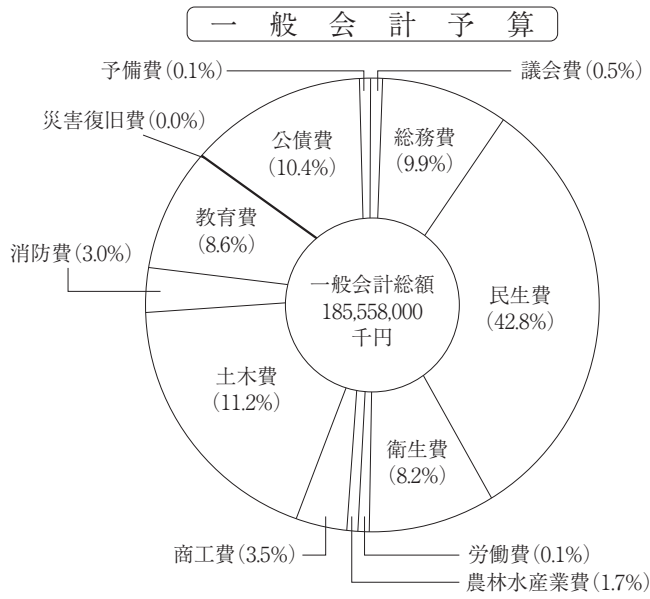 一般会計予算
予備費(0.1%)
議会費(0.5%)
災害復旧費(0.0%)
公債費
(10.4%)
総務費
(9.9%)
教育費
(8.6%)
消防費(3.0%)
一般会計総額
185,558,000
千円
民生費
(42.8%)
土木費
(11.2%)
衛生費
(8.2%)
商工費(3.5%)
労働費(0.1%)
農林水産業費(1.7%)